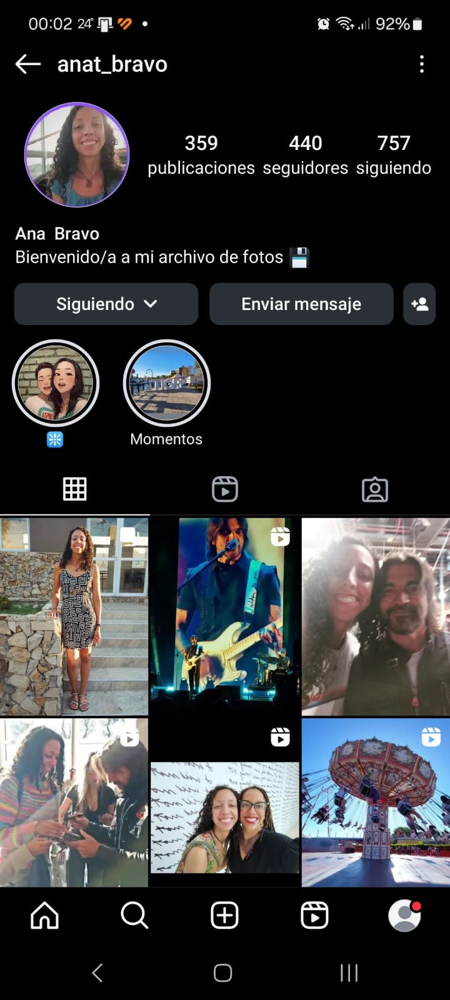 00:02 24° 92%
anat_bravo
359 440 757
publicaciones seguidores siguiendo
Ana Bravo
Bienvenido/a a mi archivo de fotos 💾
Siguiendo Enviar mensaje
Momentos